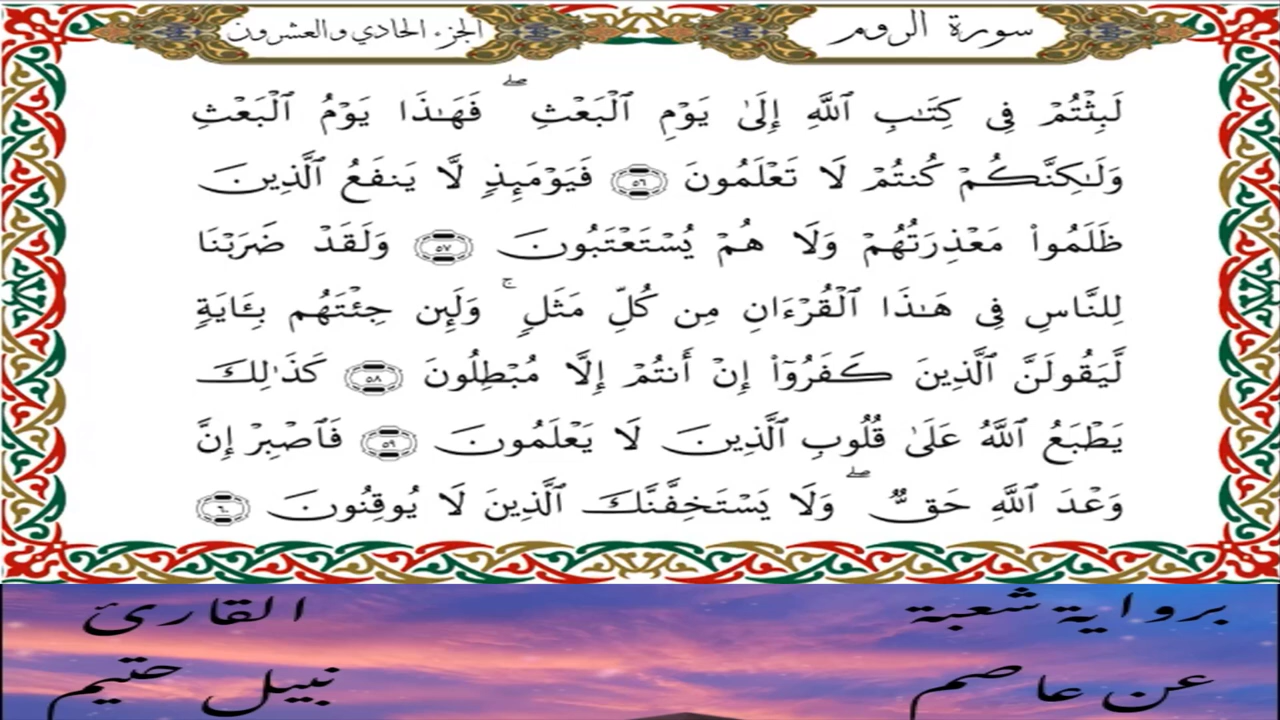 سورة الروم
الجزء الحادي والعشرون
لَبِثْتُمْ فِى كِتَٰبِ ٱللَّهِ إِلَىٰ يَوْمِ ٱلْبَعْثِ ۖ فَهَٰذَا يَوْمُ ٱلْبَعْثِ
وَلَٰكِنَّكُمْ كُنتُمْ لَا تَعْلَمُونَ ٥٦ فَيَوْمَئِذٍ لَّا يَنفَعُ ٱلَّذِينَ
ظَلَمُوا۟ مَعْذِرَتُهُمْ وَلَا هُمْ يُسْتَعْتَبُونَ ٥٧ وَلَقَدْ ضَرَبْنَا
لِلنَّاسِ فِى هَٰذَا ٱلْقُرْءَانِ مِن كُلِّ مَثَلٍ ۚ وَلَئِن جِئْتَهُم بِـَٔايَةٍ
لَّيَقُولَنَّ ٱلَّذِينَ كَفَرُوٓا۟ إِنْ أَنتُمْ إِلَّا مُبْطِلُونَ ٥٨ كَذَٰلِكَ
يَطْبَعُ ٱللَّهُ عَلَىٰ قُلُوبِ ٱلَّذِينَ لَا يَعْلَمُونَ ٥٩ فَٱصْبِرْ إِنَّ
وَعْدَ ٱللَّهِ حَقٌّ ۖ وَلَا يَسْتَخِفَّنَّكَ ٱلَّذِينَ لَا يُوقِنُونَ ٦٠
برواية شعبة
عن عاصم
القارئ
نبيل حتيم